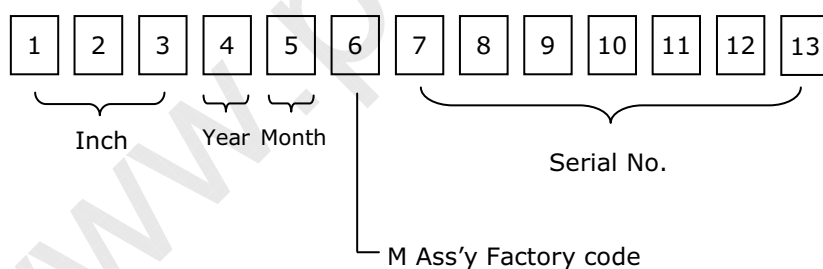 1 2 3 4 5 6 7 8 9 10 11 12 13
Inch Year Month
Serial No.
M Ass’y Factory code
www.p